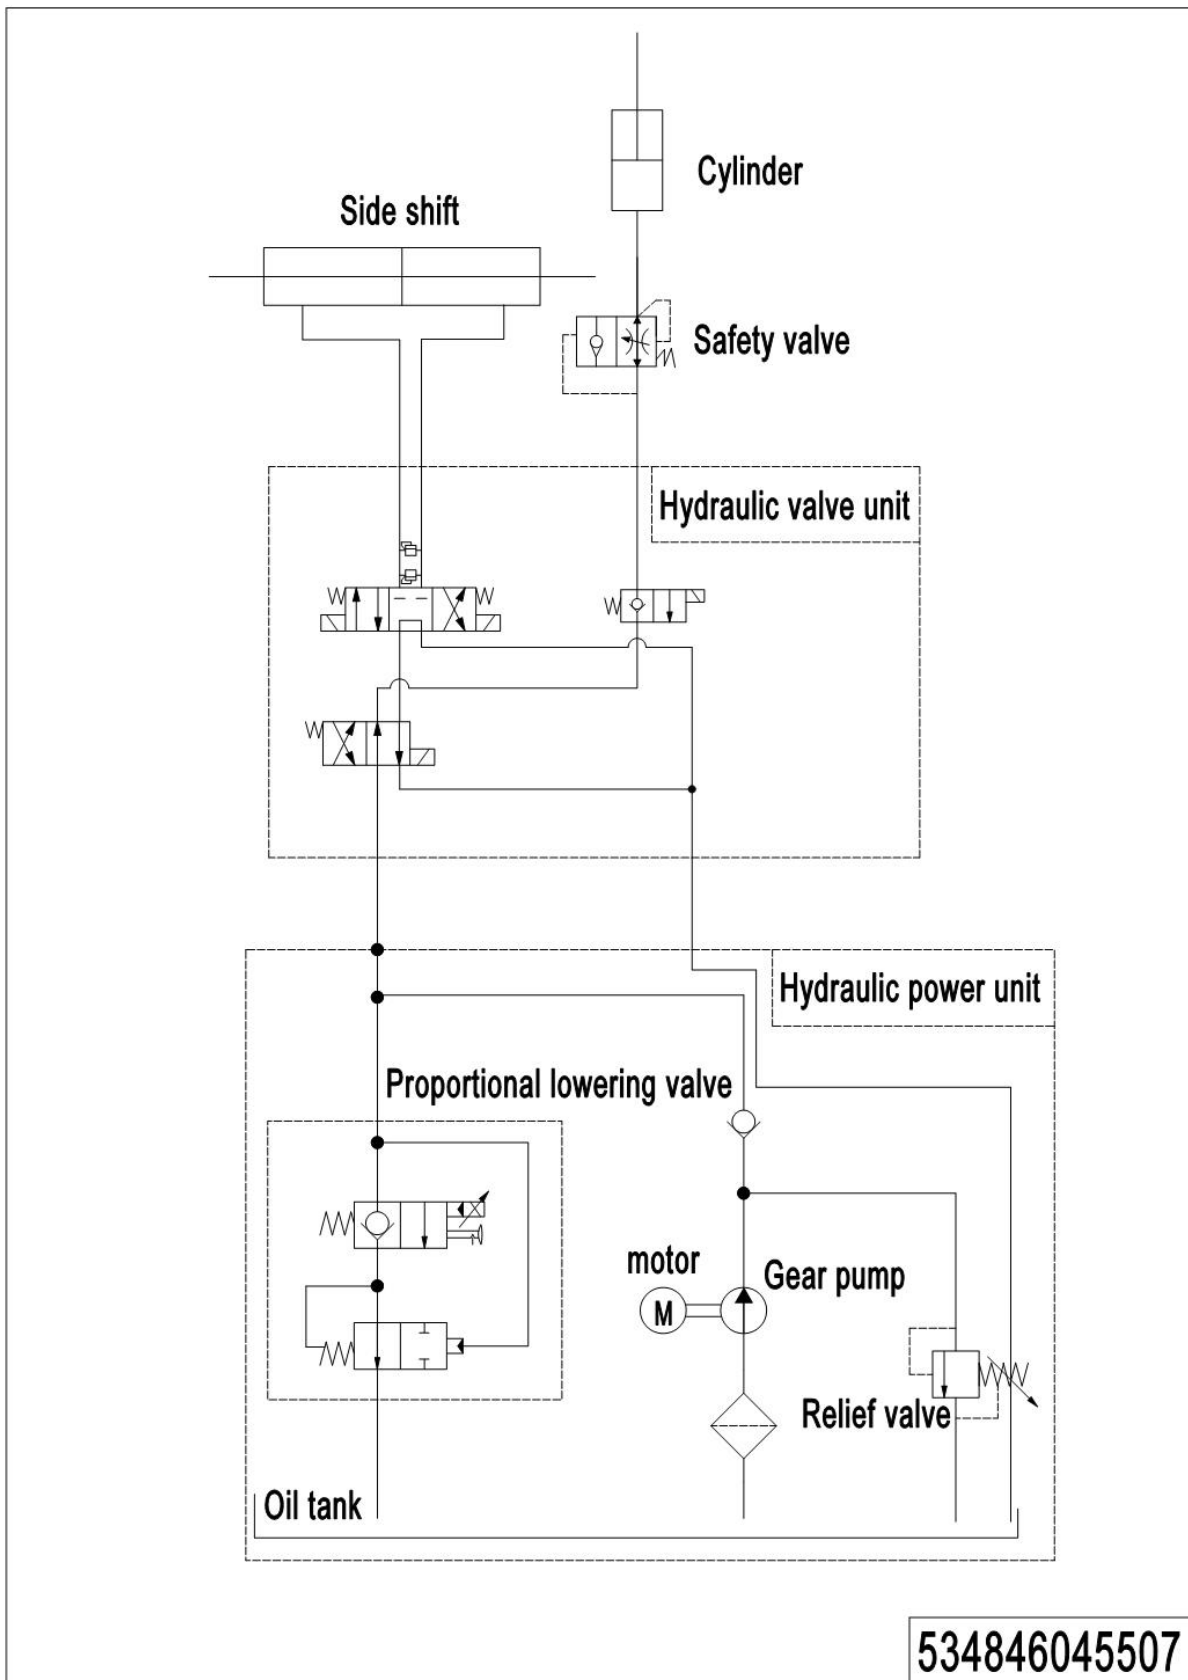 Cylinder
Side shift
Safety valve
Hydraulic valve unit
Hydraulic power unit
Proportional lowering valve
motor
Gear pump
M
Relief valve
Oil tank
534846045507